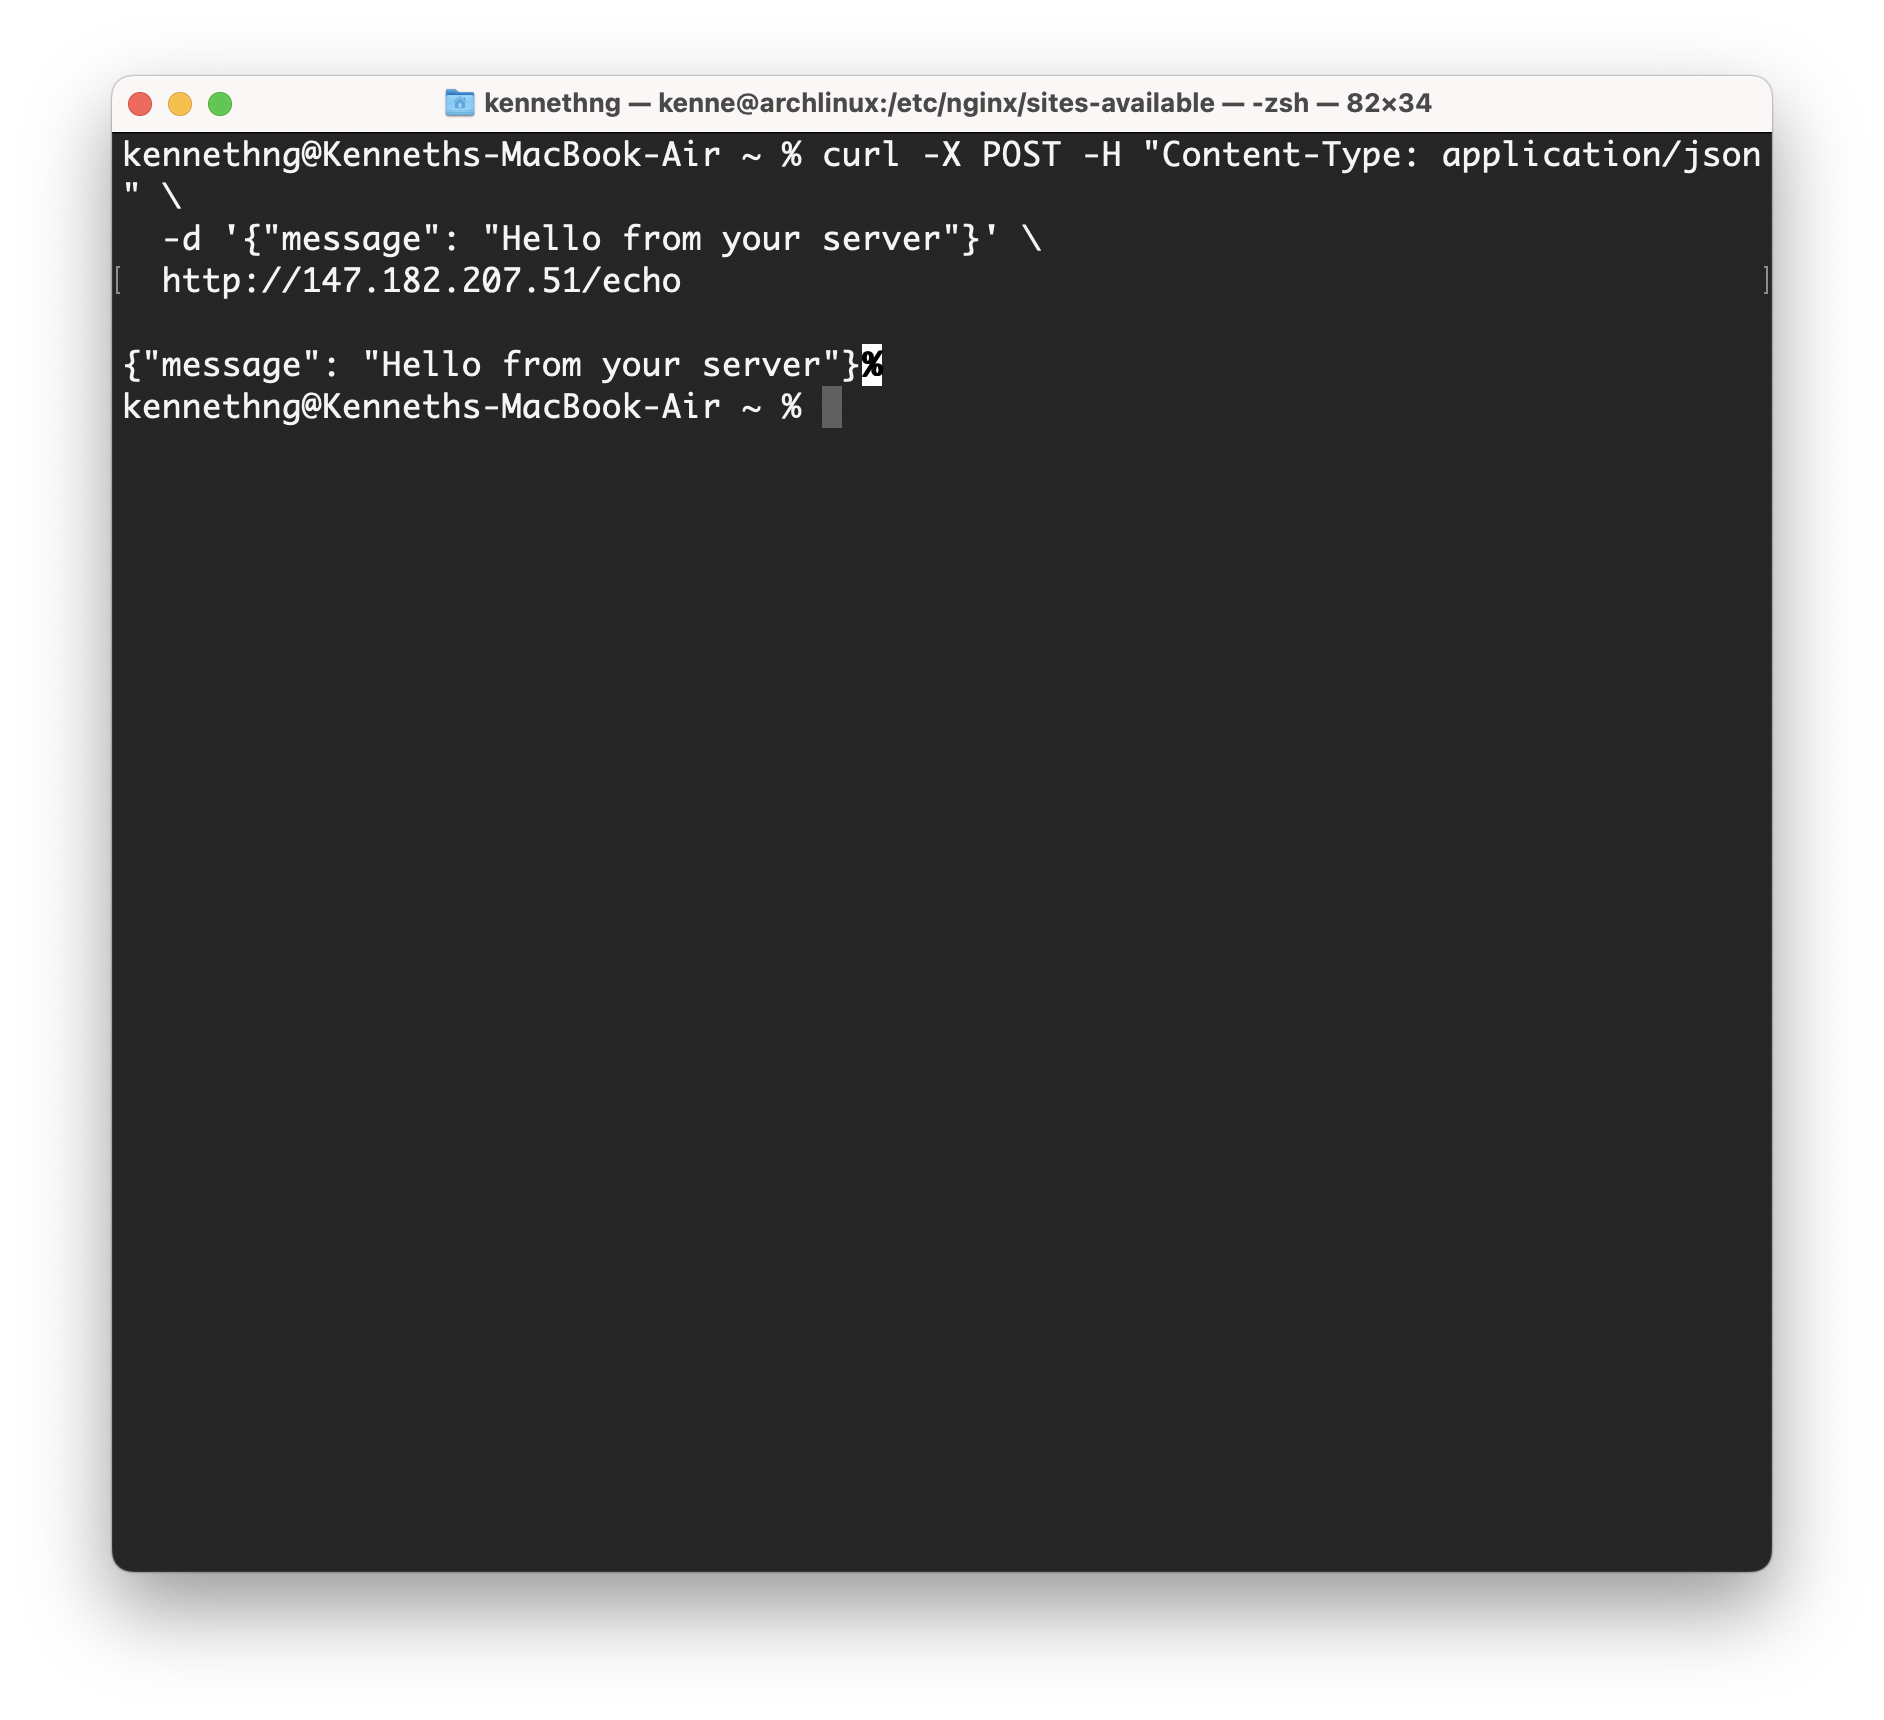 kennethng — kenne@archlinux:/etc/nginx/sites-available — -zsh — 82×34
kennethng@Kenneths-MacBook-Air ~ % curl -X POST -H "Content-Type: application/json
" \
  -d '{"message": "Hello from your server"}' \
[  http://147.182.207.51/echo ]
{"message": "Hello from your server"}%
kennethng@Kenneths-MacBook-Air ~ %